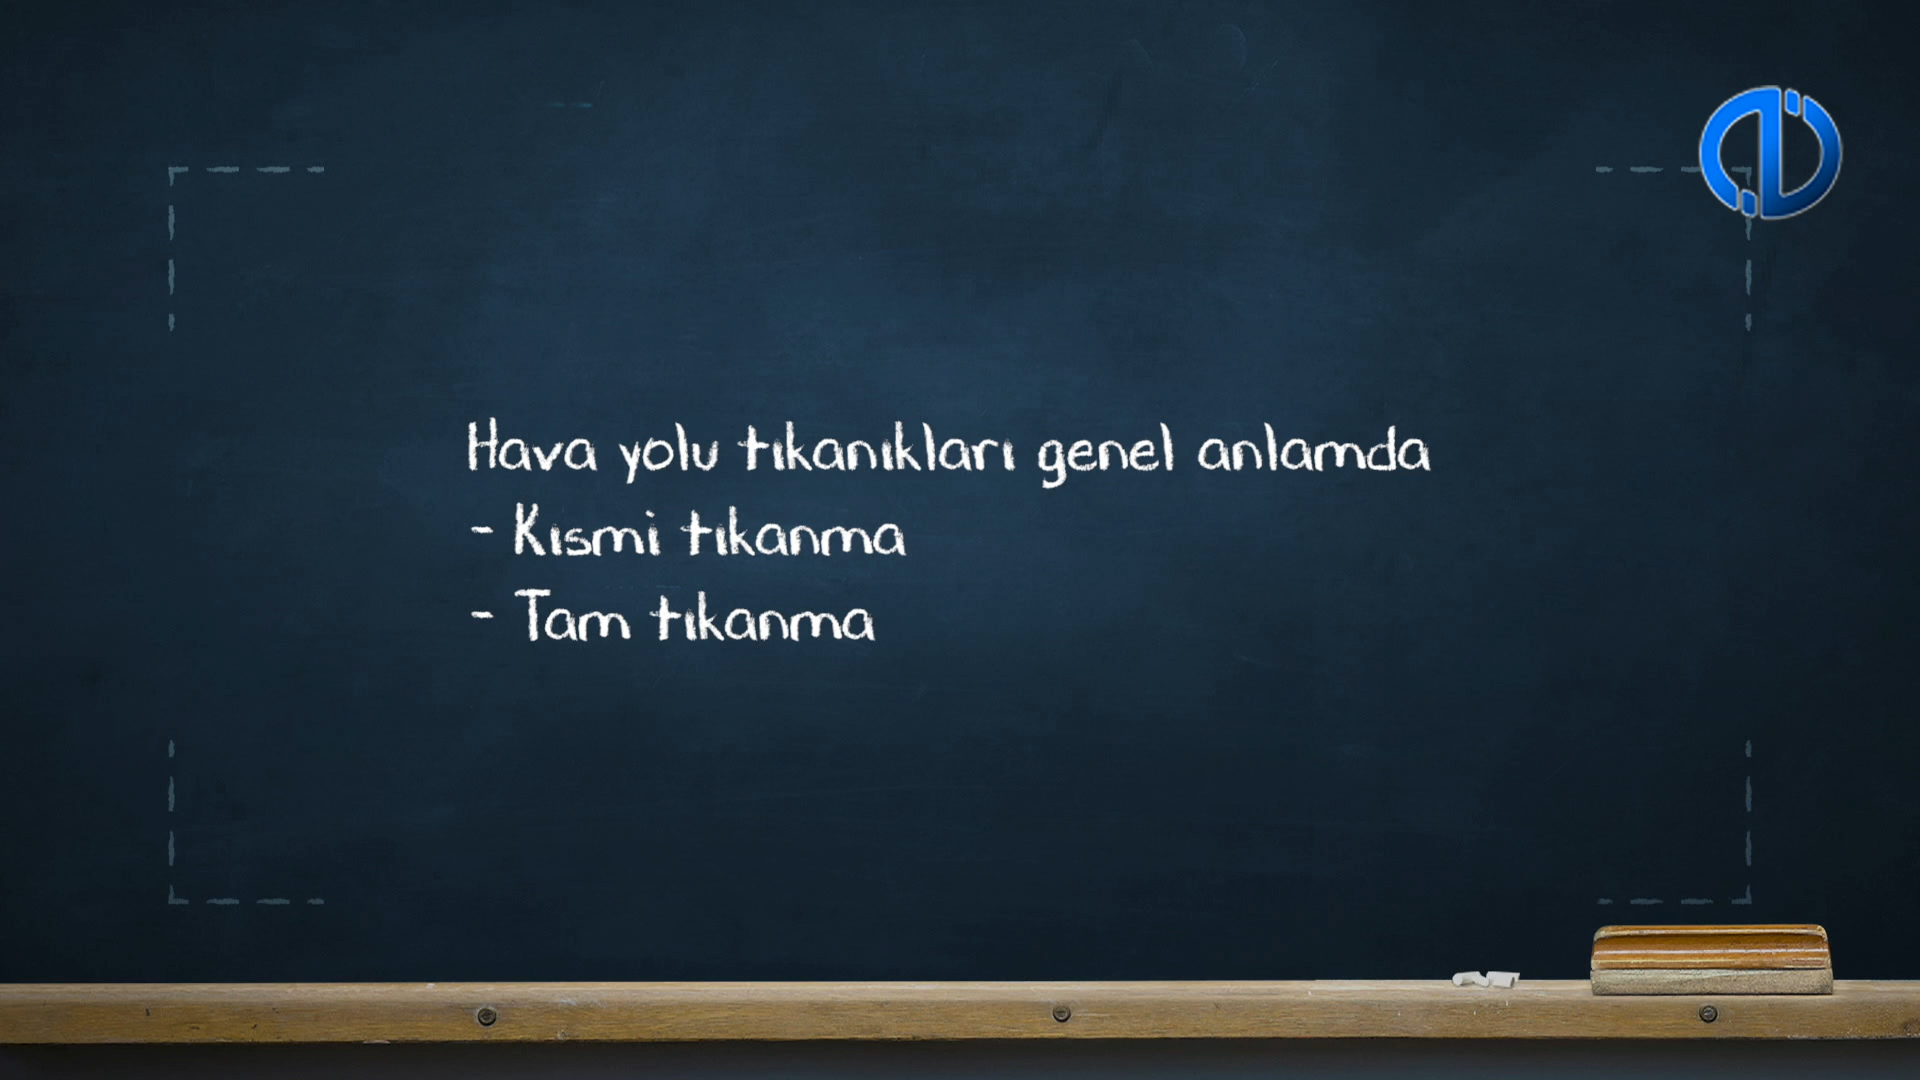 Hava yolu tıkanıkları genel anlamda
- Kısmi tıkanma
- Tam tıkanma